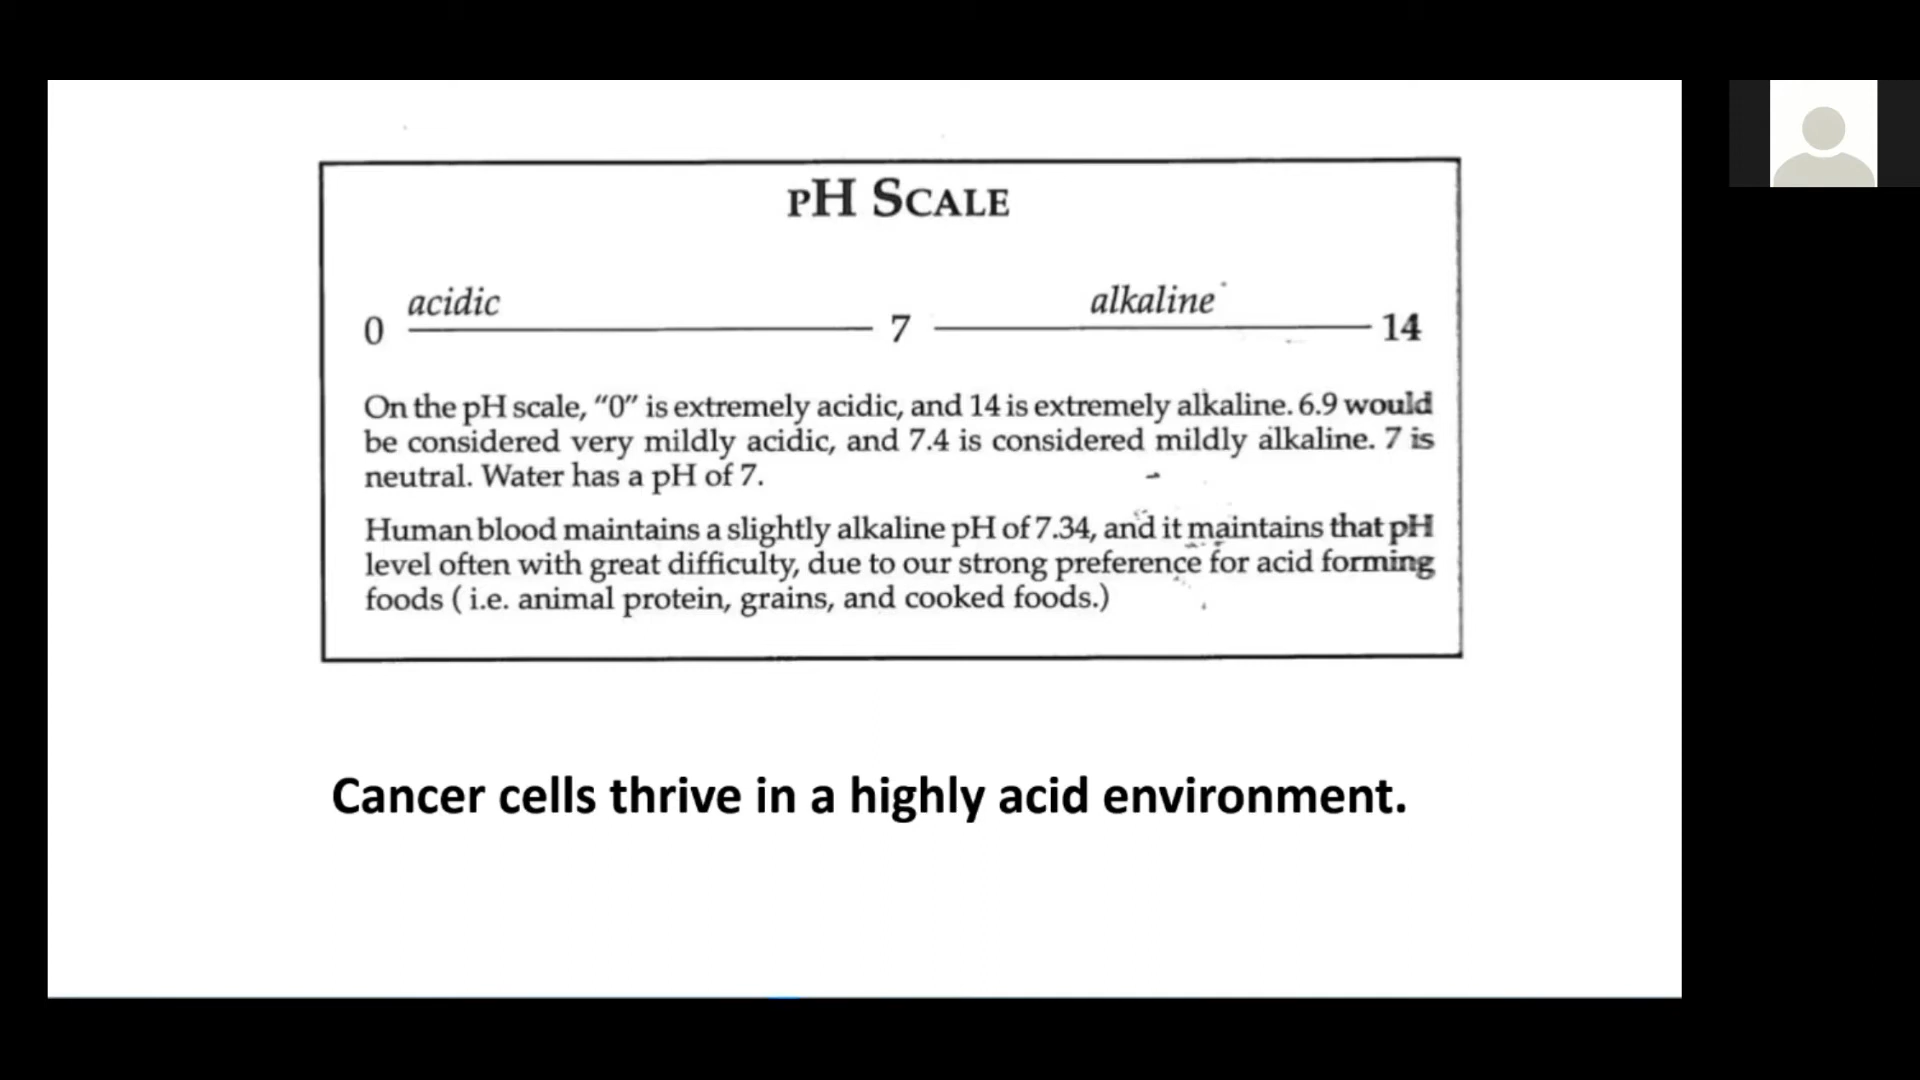 pH SCALE
acidic
alkaline
0
7
14
On the pH scale, “0” is extremely acidic, and 14 is extremely alkaline. 6.9 would
be considered very mildly acidic, and 7.4 is considered mildly alkaline. 7 is
neutral. Water has a pH of 7.
Human blood maintains a slightly alkaline pH of 7.34, and it maintains that pH
level often with great difficulty, due to our strong preference for acid forming
foods ( i.e. animal protein, grains, and cooked foods.)
Cancer cells thrive in a highly acid environment.